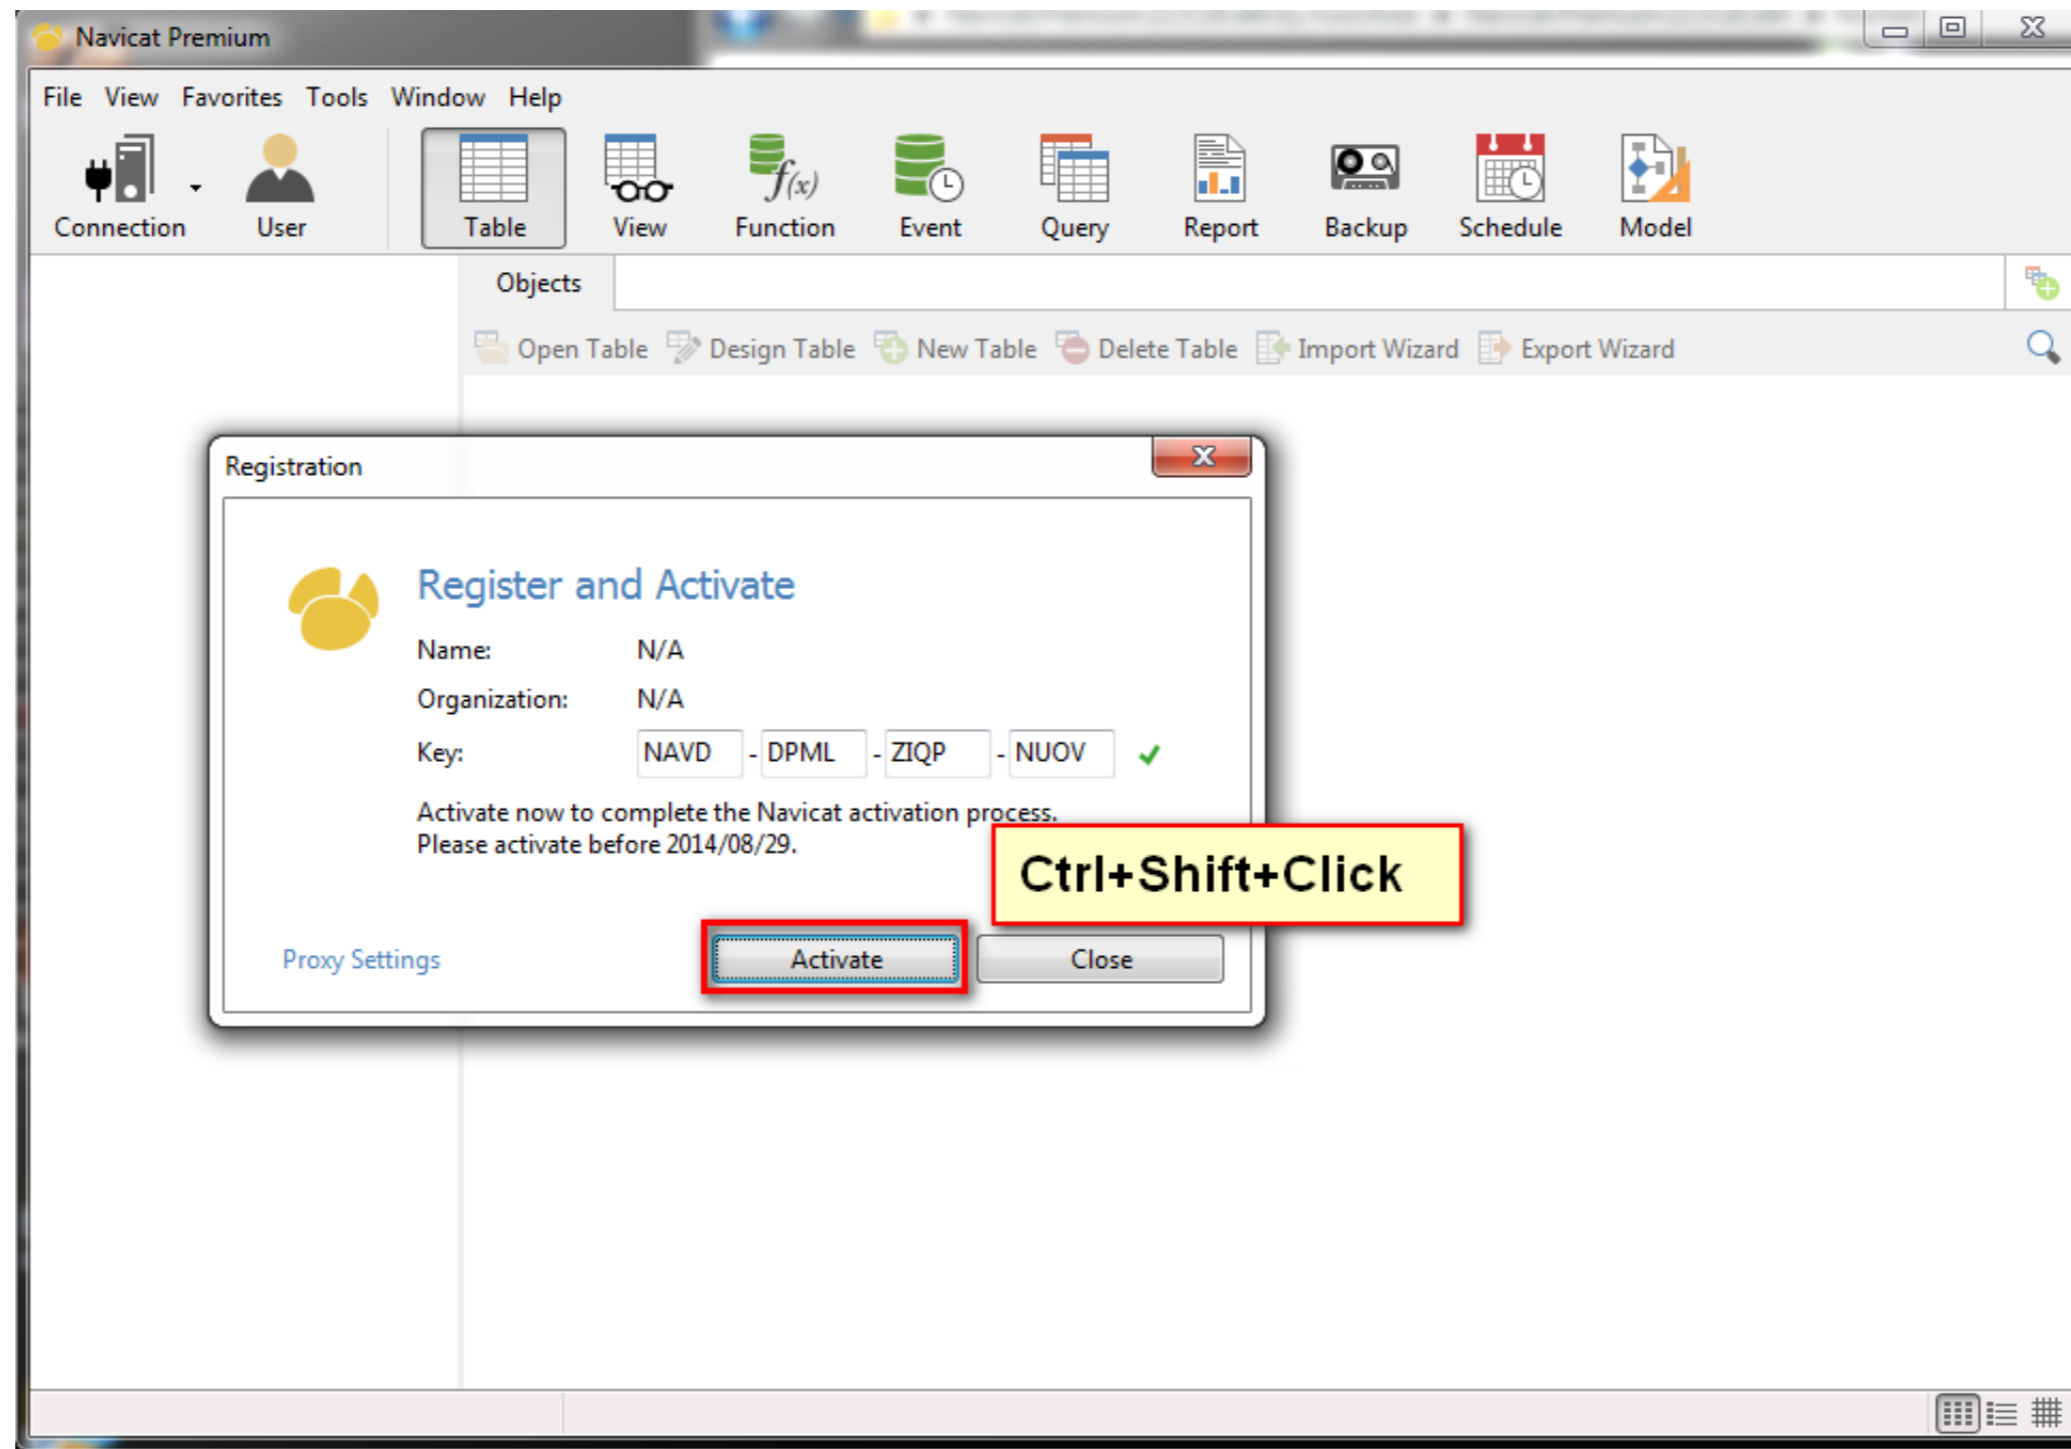 Navicat Premium
File View Favorites Tools Window Help
Connection User Table View Function Event Query Report Backup Schedule Model
f(x)
Objects
Open Table Design Table New Table Delete Table Import Wizard Export Wizard
Registration
Register and Activate
Name: N/A
Organization: N/A
Key: NAVD - DPML - ZIQP - NUOV
Activate now to complete the Navicat activation process.
Please activate before 2014/08/29.
Ctrl+Shift+Click
Proxy Settings Activate Close